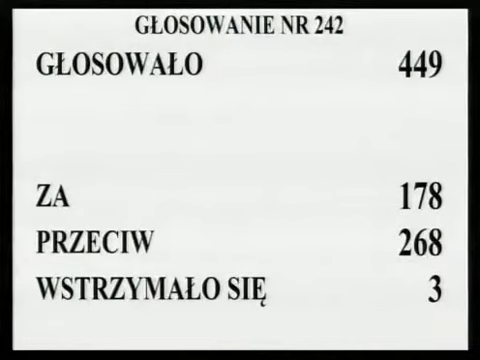 GŁOSOWANIE NR 242
GŁOSOWAŁO 449
ZA 178
PRZECIW 268
WSTRZYMAŁO SIĘ 3